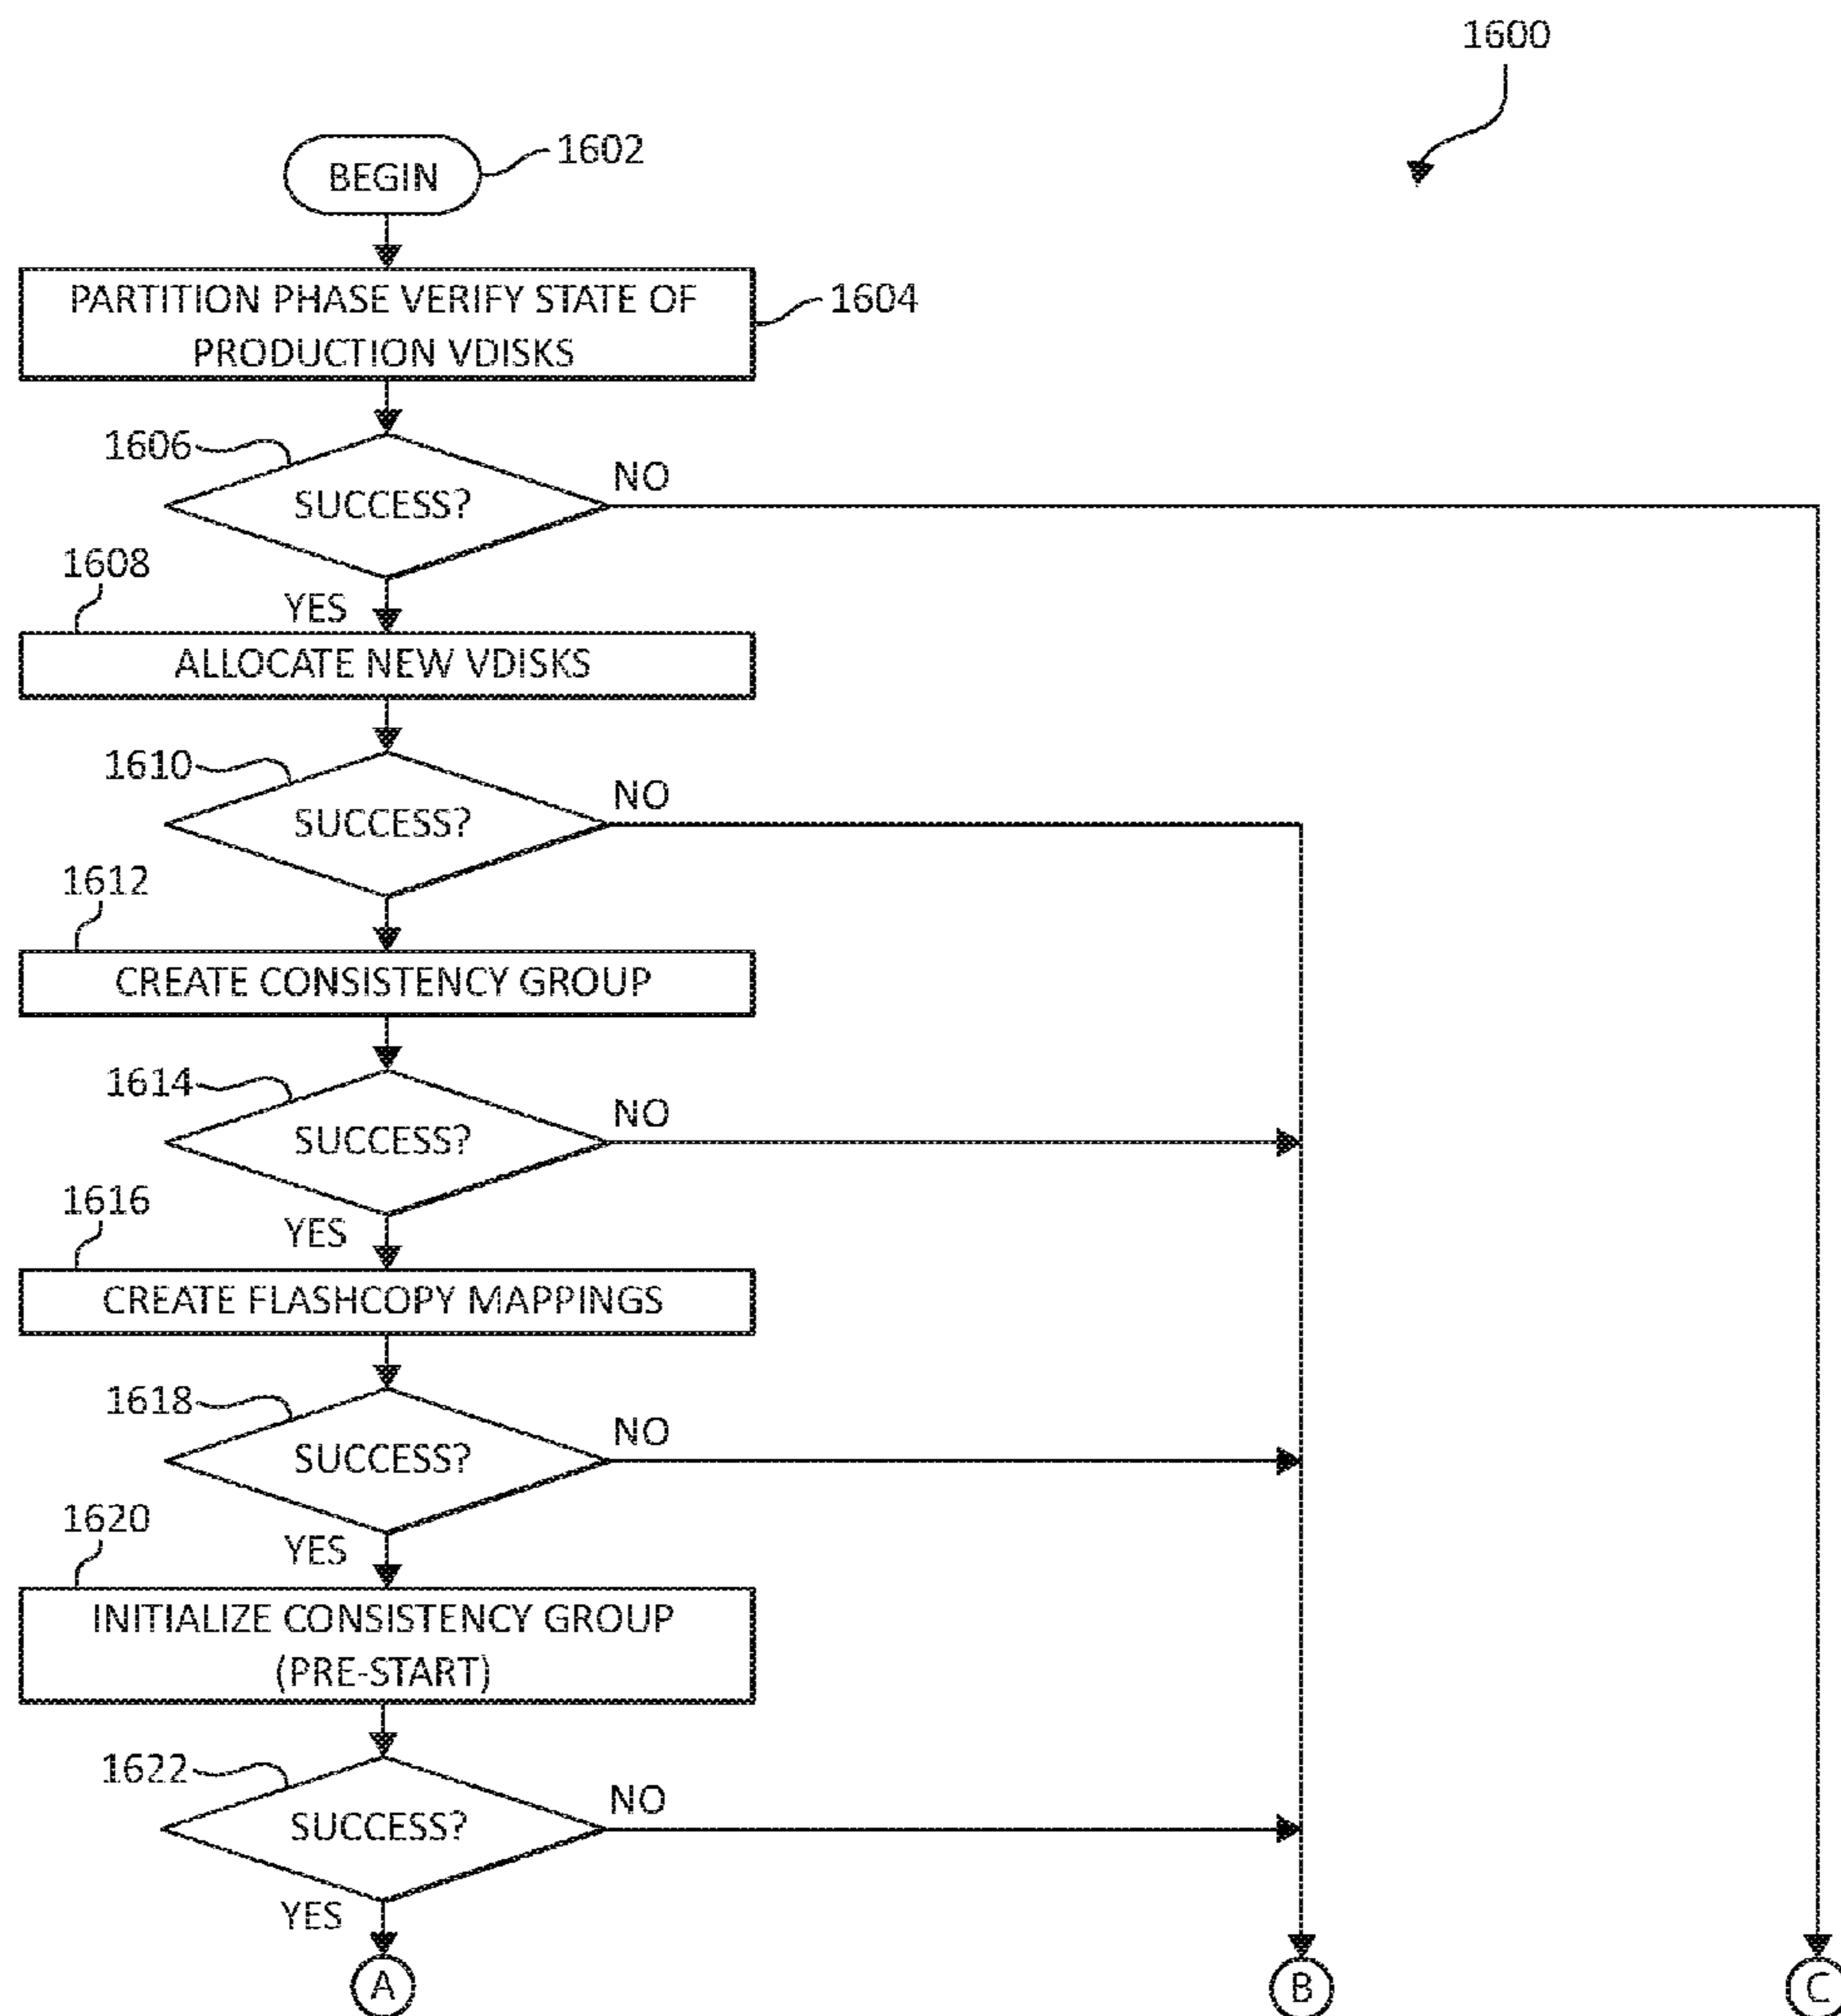 1600
BEGIN
1602
PARTITION PHASE VERIFY STATE OF
PRODUCTION VDISKS
1604
1606
SUCCESS?
NO
1608
YES
ALLOCATE NEW VDISKS
1610
SUCCESS?
NO
1612
CREATE CONSISTENCY GROUP
1614
SUCCESS?
NO
1616
YES
CREATE FLASHCOPY MAPPINGS
1618
SUCCESS?
NO
1620
YES
INITIALIZE CONSISTENCY GROUP
(PRE-START)
1622
SUCCESS?
NO
YES
A
B
C